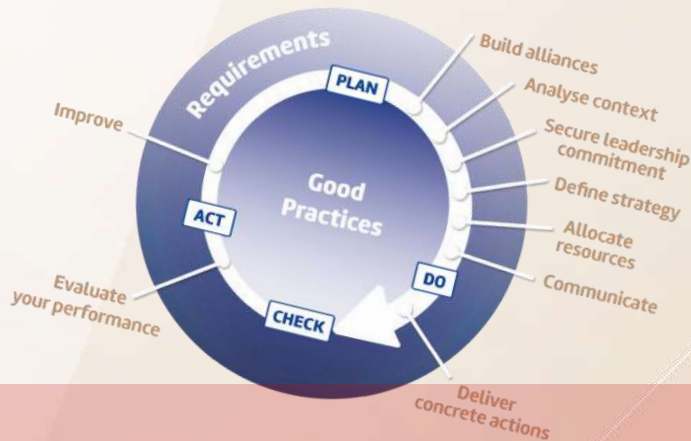 Requirements
PLAN
Build alliances
Analyse context
Secure leadership
commitment
Define strategy
Allocate
resources
Communicate
DO
Deliver
concrete actions
CHECK
Evaluate
your performance
ACT
Improve
Good
Practices